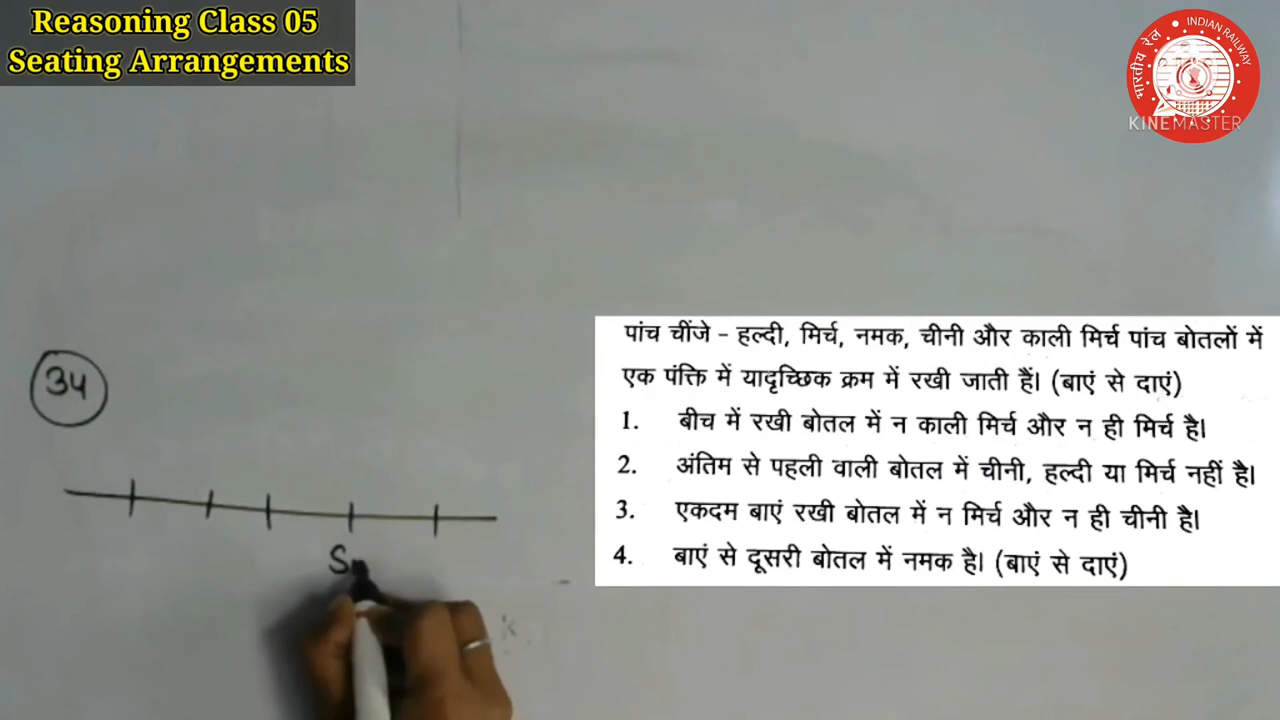 Reasoning Class 05
Seating Arrangements
भारतीय रेल • INDIAN RAILWAY
KINEMASTER
34
पांच चींजे - हल्दी, मिर्च, नमक, चीनी और काली मिर्च पांच बोतलों में
एक पंक्ति में यादृच्छिक क्रम में रखी जाती हैं। (बाएं से दाएं)
1. बीच में रखी बोतल में न काली मिर्च और न ही मिर्च है।
2. अंतिम से पहली वाली बोतल में चीनी, हल्दी या मिर्च नहीं है।
3. एकदम बाएं रखी बोतल में न मिर्च और न ही चीनी है।
4. बाएं से दूसरी बोतल में नमक है। (बाएं से दाएं)